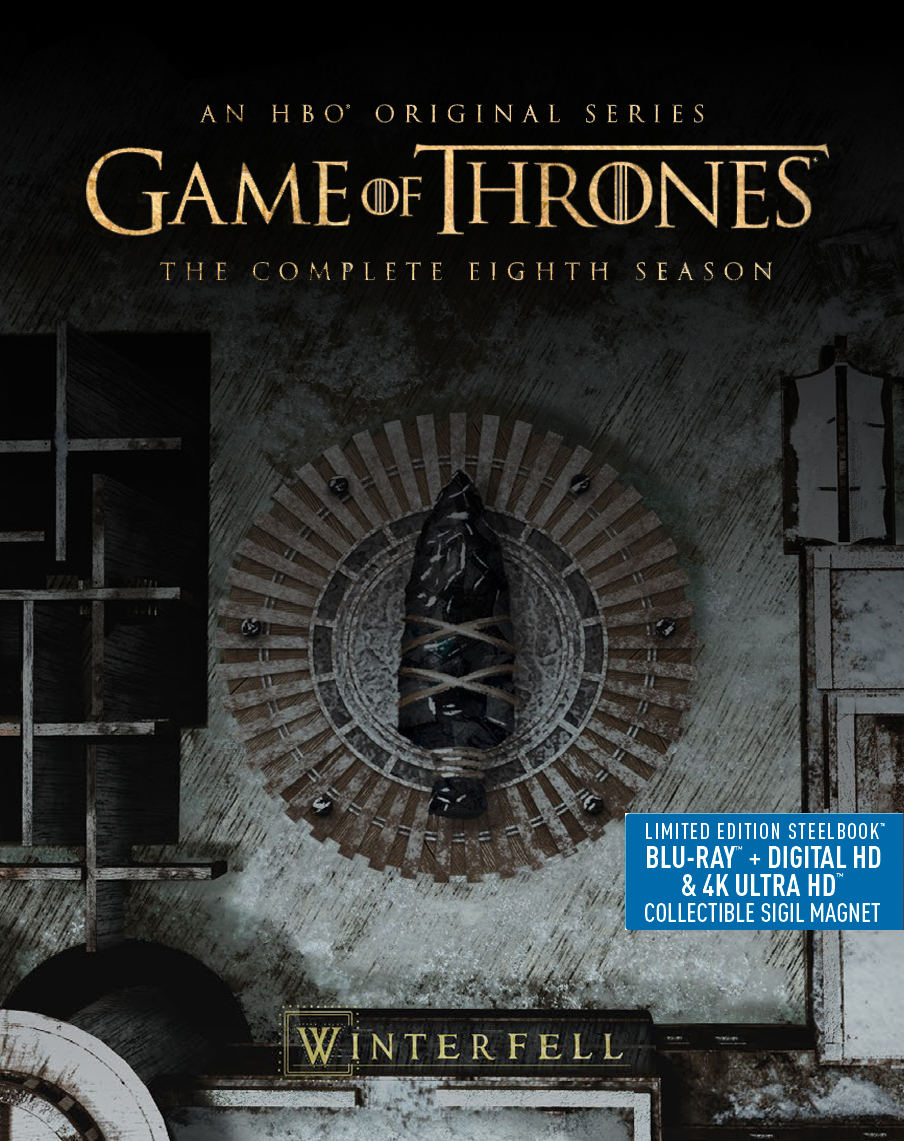 AN HBO® ORIGINAL SERIES
GAME OF THRONES®
THE COMPLETE EIGHTH SEASON
LIMITED EDITION STEELBOOK™
BLU-RAY™ + DIGITAL HD
& 4K ULTRA HD™
COLLECTIBLE SIGIL MAGNET
WINTERFELL